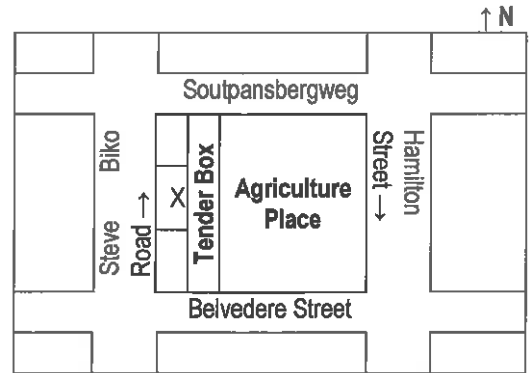 ↑ N
Soutpansbergweg
Steve Biko
Road →
X
Tender Box
Agriculture
Place
Street →
Hamilton
Belvedere Street